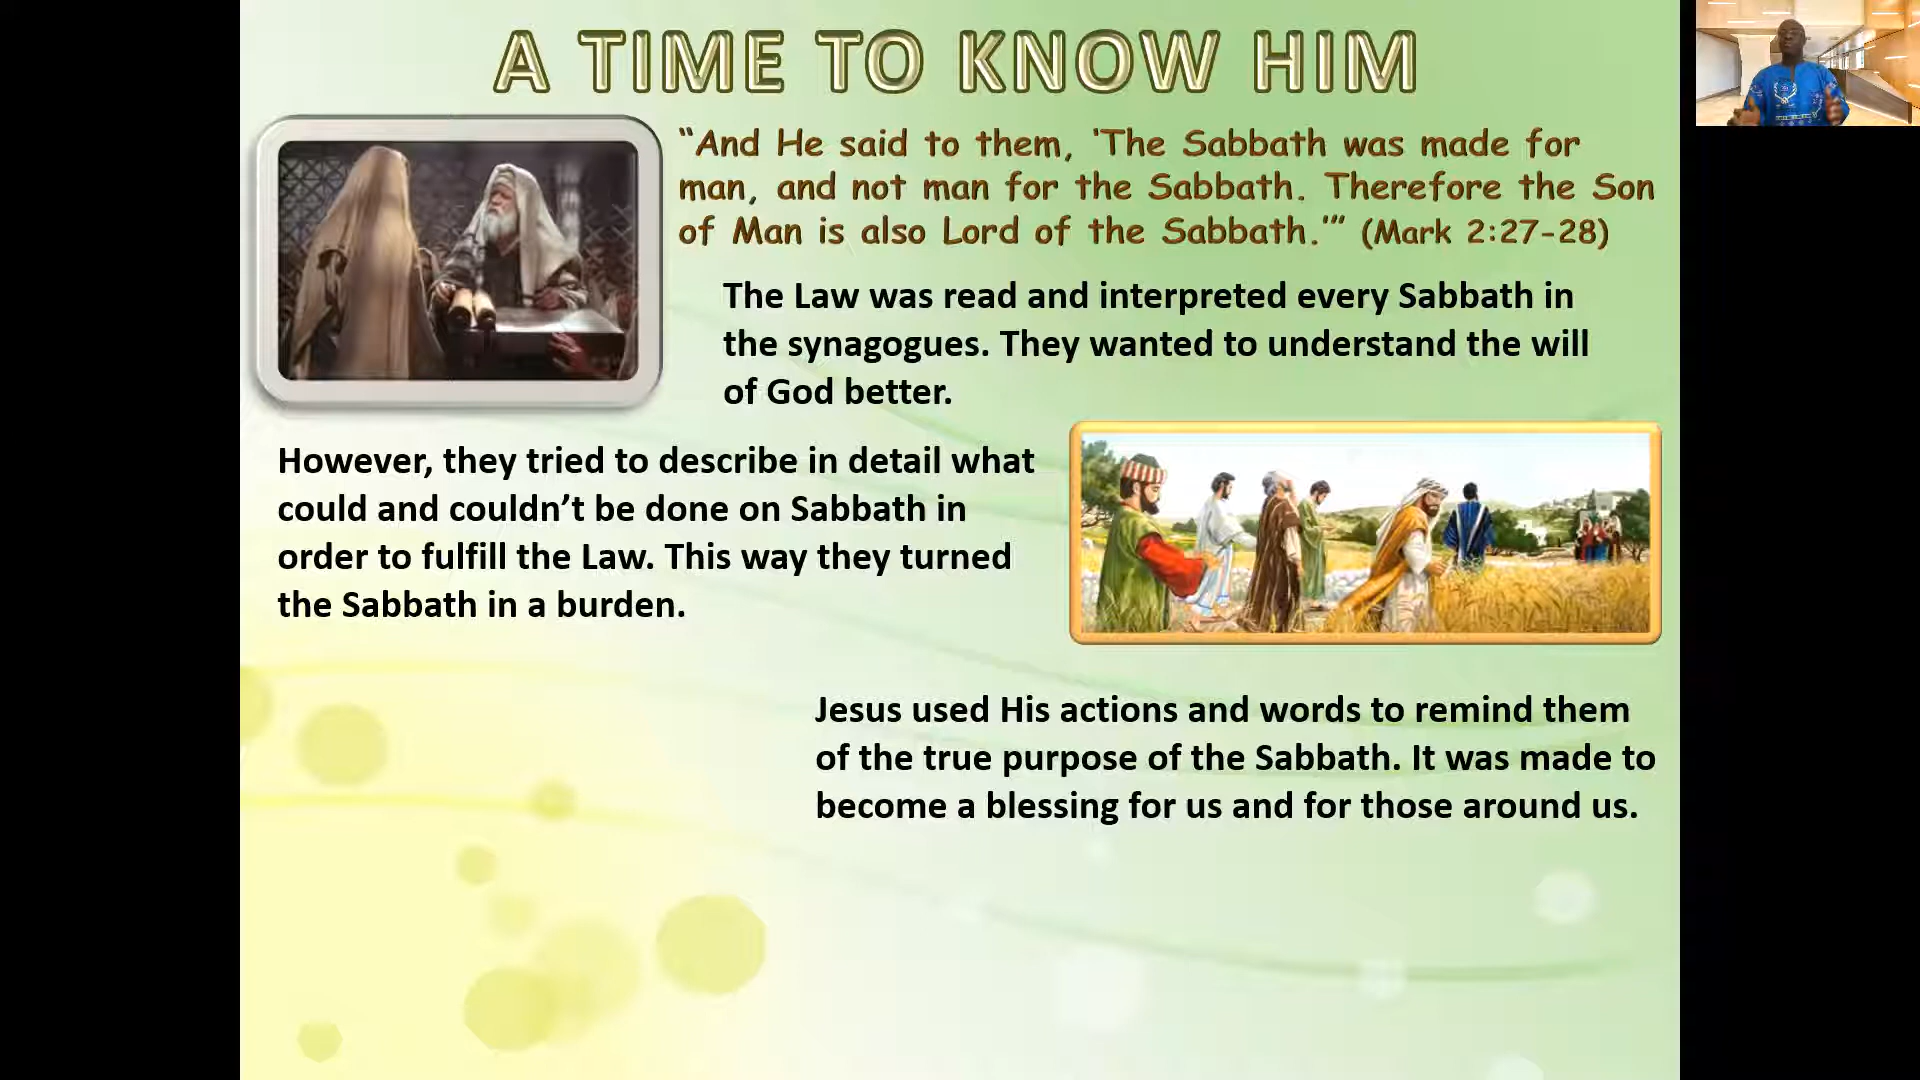 A TIME TO KNOW HIM
“And He said to them, ‘The Sabbath was made for
man, and not man for the Sabbath. Therefore the Son
of Man is also Lord of the Sabbath.’” (Mark 2:27-28)
The Law was read and interpreted every Sabbath in
the synagogues. They wanted to understand the will
of God better.
However, they tried to describe in detail what
could and couldn’t be done on Sabbath in
order to fulfill the Law. This way they turned
the Sabbath in a burden.
Jesus used His actions and words to remind them
of the true purpose of the Sabbath. It was made to
become a blessing for us and for those around us.